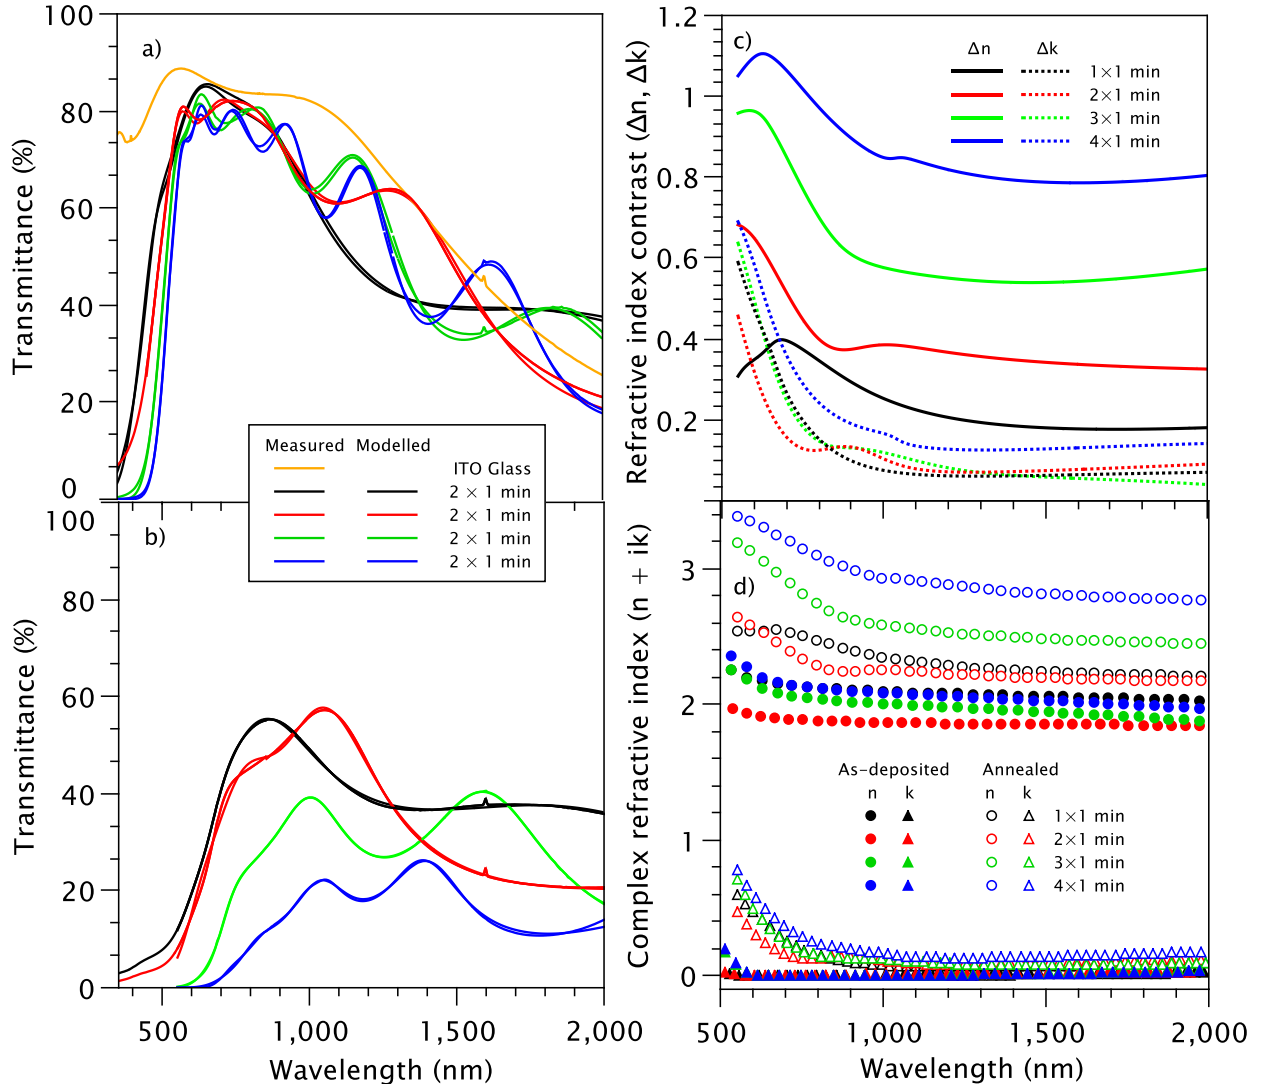 a)
100
80
60
40
20
0
Transmittance (%)
Measured Modelled
ITO Glass
2 × 1 min
2 × 1 min
2 × 1 min
2 × 1 min
b)
100
80
60
40
20
0
Transmittance (%)
500 1,000 1,500 2,000
Wavelength (nm)
c)
1.2
1
0.8
0.6
0.4
0.2
Refractive index contrast (Δn, Δk)
Δn Δk
1×1 min
2×1 min
3×1 min
4×1 min
d)
3
2
1
0
Complex refractive index (n + ik)
As-deposited Annealed
n k n k
1×1 min
2×1 min
3×1 min
4×1 min
500 1,000 1,500 2,000
Wavelength (nm)